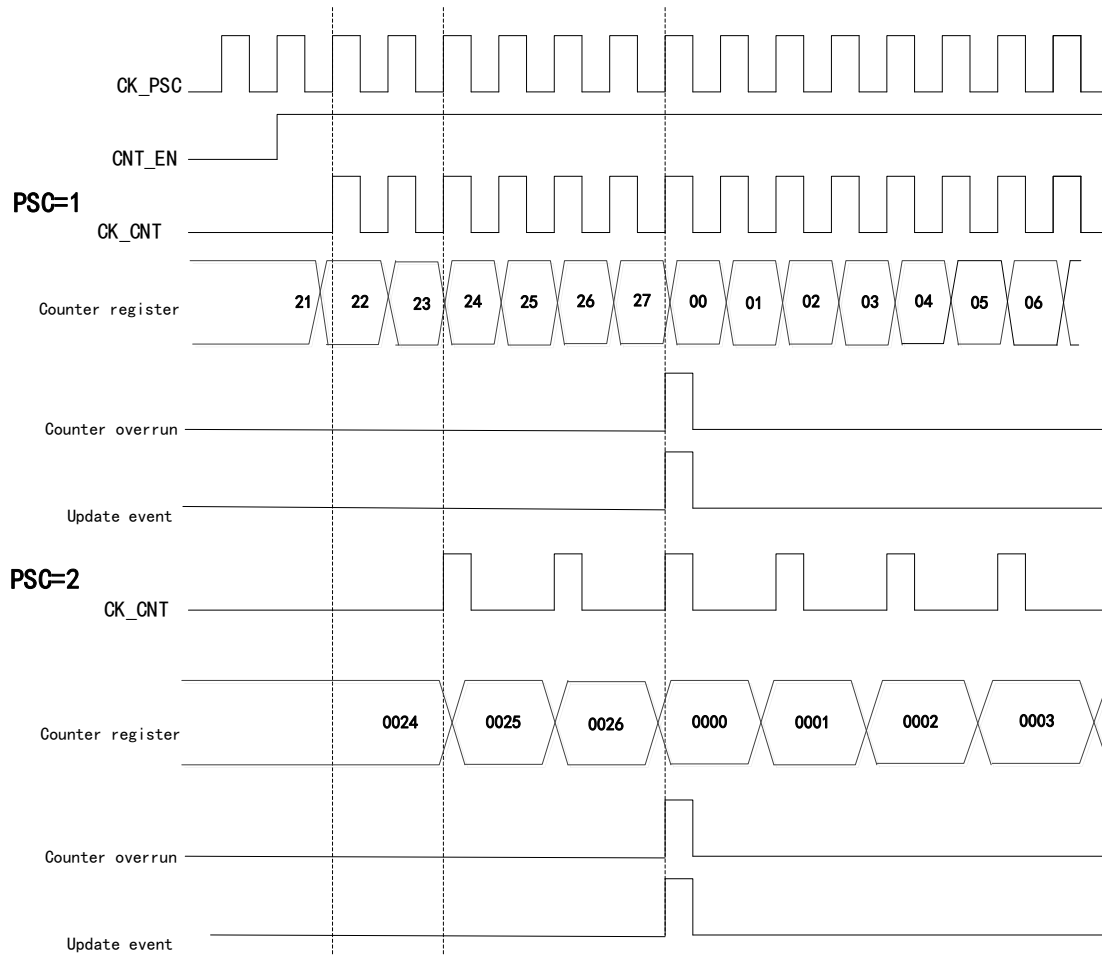 CK_PSC
CNT_EN
PSC=1
CK_CNT
Counter register 21 22 23 24 25 26 27 00 01 02 03 04 05 06
Counter overrun
Update event
PSC=2
CK_CNT
Counter register 0024 0025 0026 0000 0001 0002 0003
Counter overrun
Update event